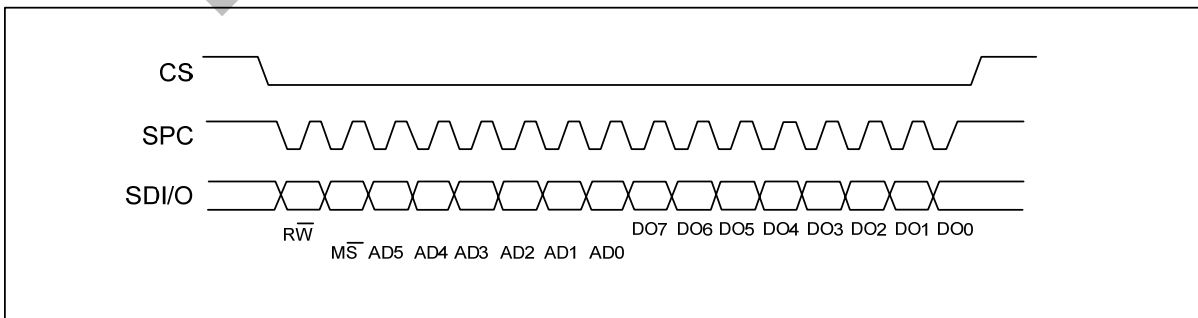 CS
SPC
SDI/O
RW̅
DO7 DO6 DO5 DO4 DO3 DO2 DO1 DO0
MS̅ AD5 AD4 AD3 AD2 AD1 AD0